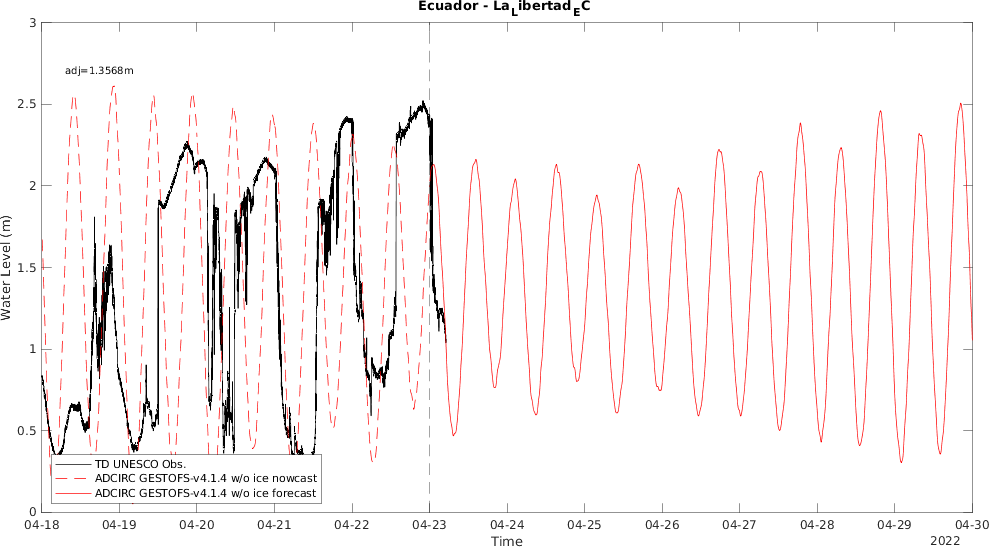 Ecuador - LaLibertadEC
3
adj=1.3568m
2.5
2
1.5
1
0.5
0
Water Level (m)
TD UNESCO Obs.
ADCIRC GESTOFS-v4.1.4 w/o ice nowcast
ADCIRC GESTOFS-v4.1.4 w/o ice forecast
04-18 04-19 04-20 04-21 04-22 04-23 04-24 04-25 04-26 04-27 04-28 04-29 04-30
Time
2022